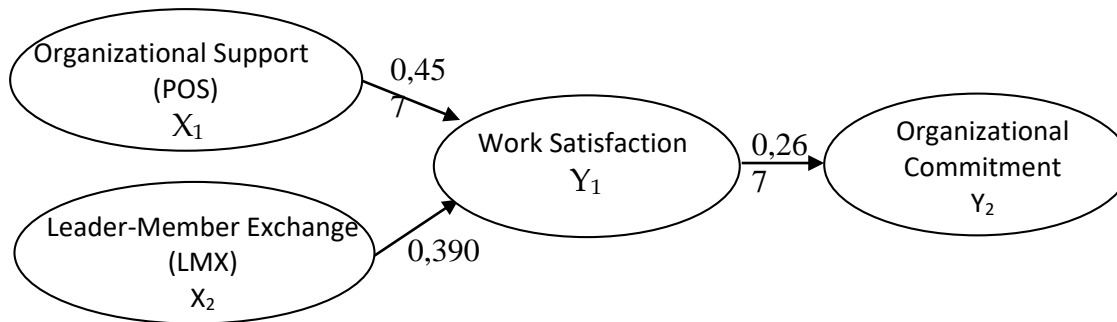 Organizational Support
(POS)
X₁
0,45
7
Work Satisfaction
Y₁
0,26
7
Organizational
Commitment
Y₂
Leader-Member Exchange
(LMX)
X₂
0,390